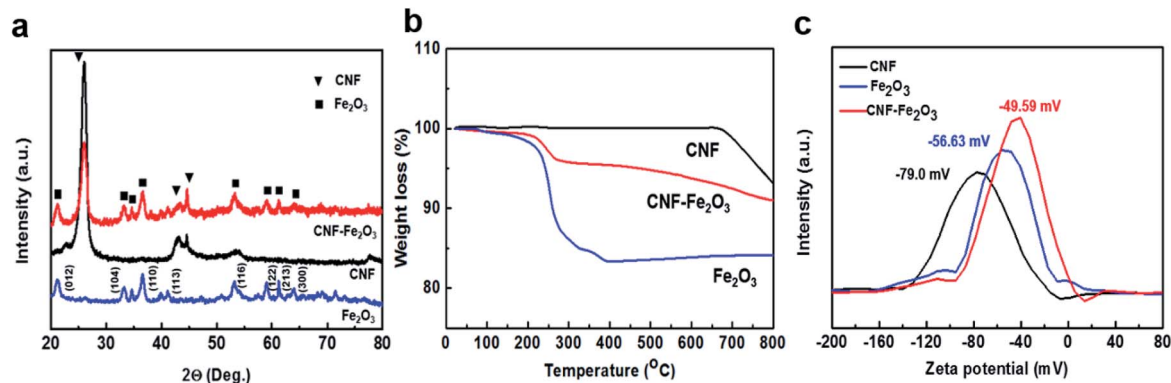 a
Intensity (a.u.)
CNF
Fe₂O₃
CNF-Fe₂O₃
CNF
(012)
(104)
(110)
(113)
(116)
(122)
(213)
(300)
Fe₂O₃
20 30 40 50 60 70 80
2Θ (Deg.)
b
Weight loss (%)
110
100
90
80
CNF
CNF-Fe₂O₃
Fe₂O₃
0 100 200 300 400 500 600 700 800
Temperature (°C)
c
Intensity (a.u.)
CNF
Fe₂O₃
CNF-Fe₂O₃
-49.59 mV
-56.63 mV
-79.0 mV
-200 -160 -120 -80 -40 0 40 80
Zeta potential (mV)